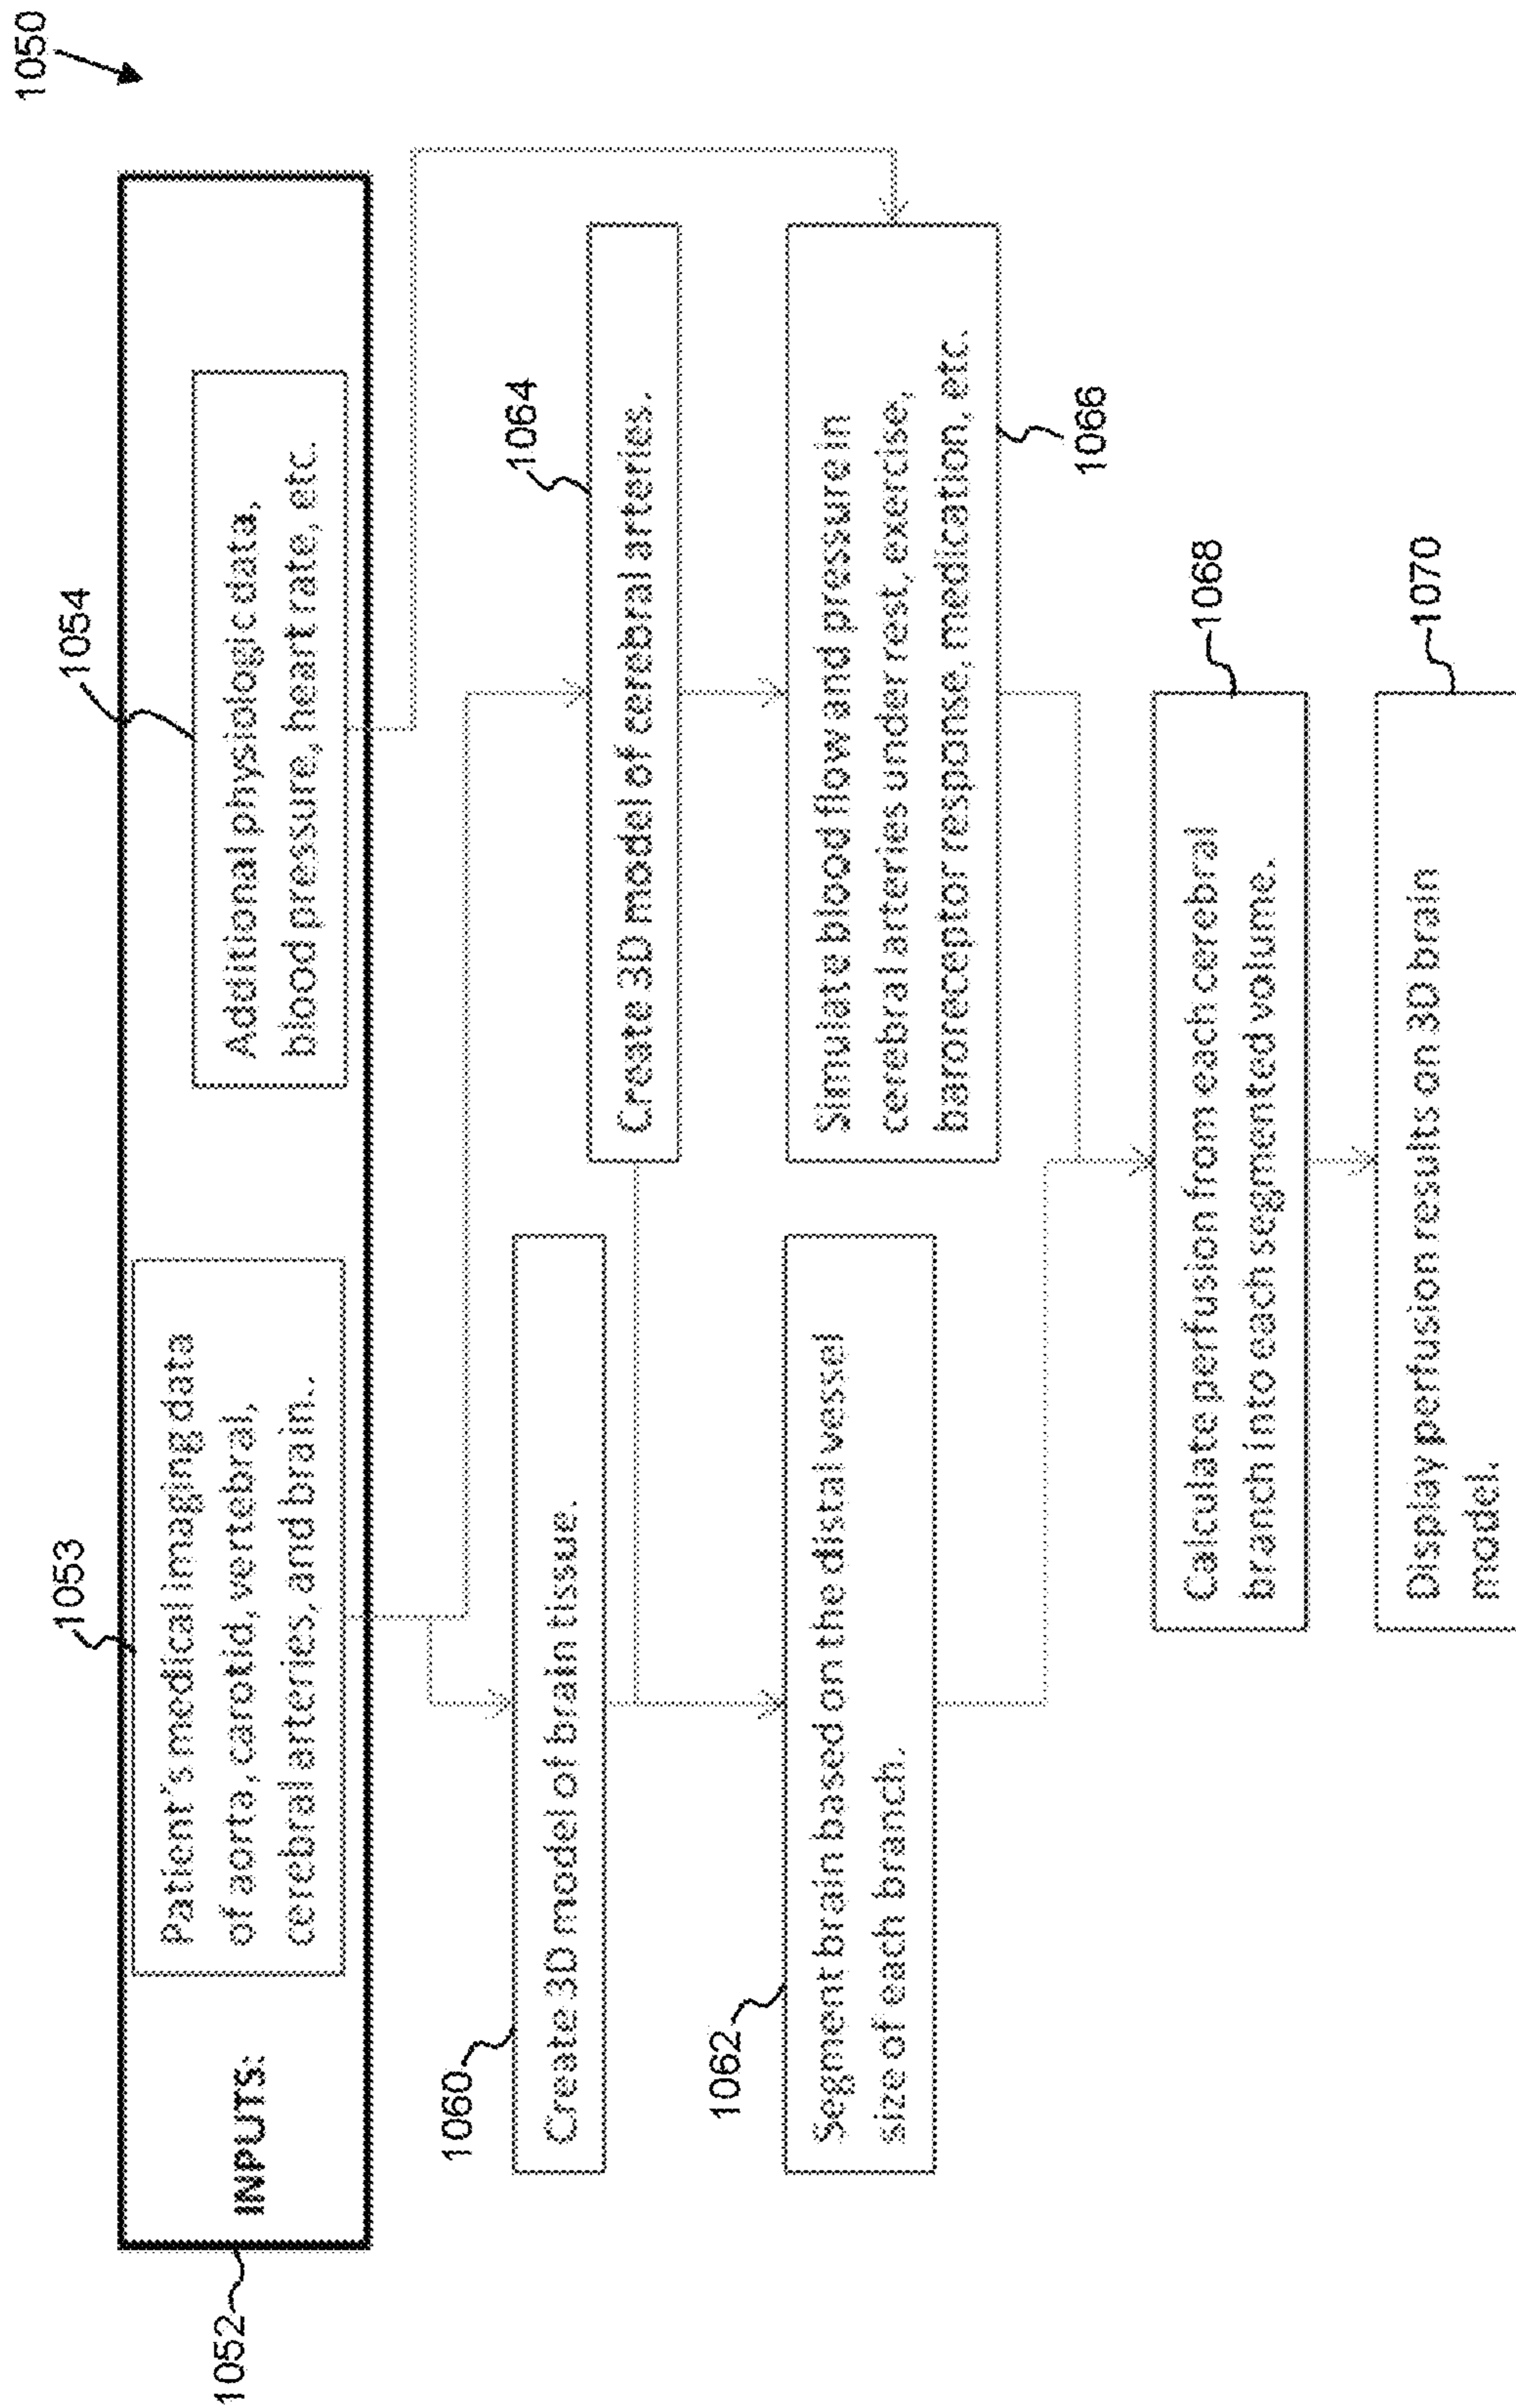 1050
1052
INPUTS:
1053
Patient's medical imaging data
of aorta, carotid, vertebral,
cerebral arteries, and brain..
1054
Additional physiologic data,
blood pressure, heart rate, etc.
1060
Create 3D model of brain tissue.
1064
Create 3D model of cerebral arteries.
1062
Segment brain based on the distal vessel
size of each branch.
Simulate blood flow and pressure in
cerebral arteries under rest, exercise,
baroreceptor response, medication, etc.
1066
Calculate perfusion from each cerebral
branch into each segmented volume.
1068
Display perfusion results on 3D brain
model.
1070